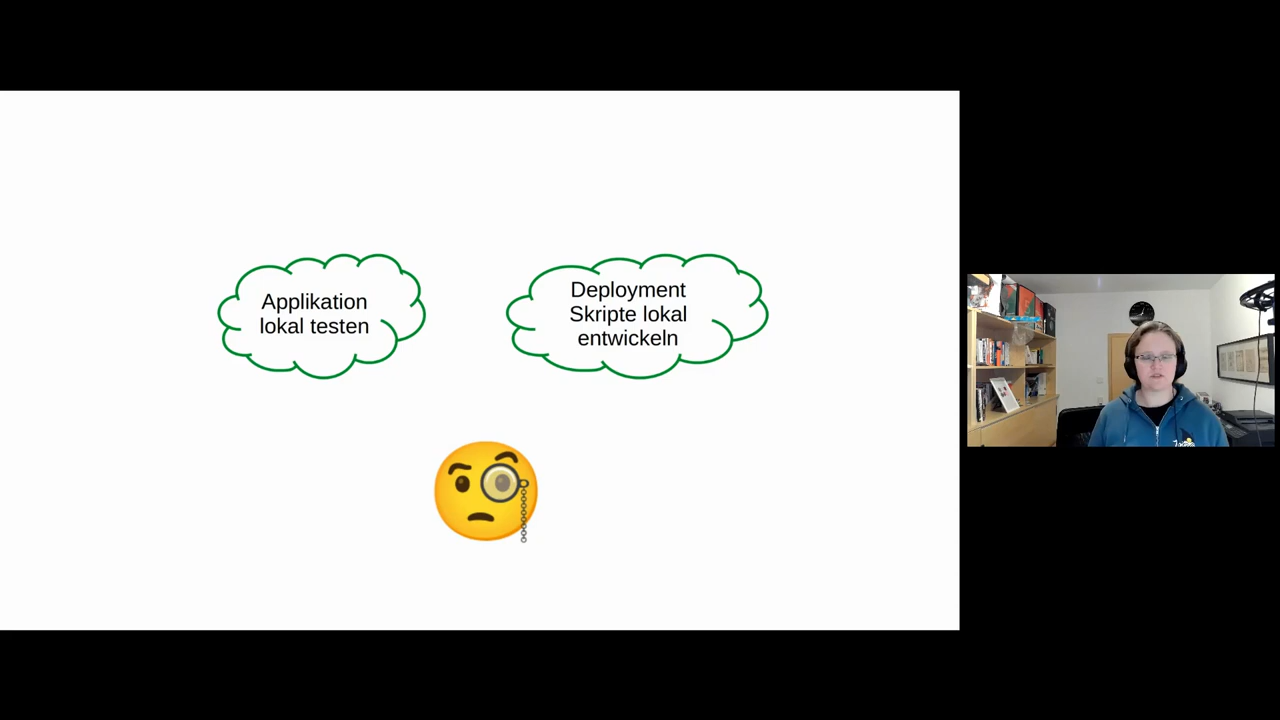 Applikation
lokal testen
Deployment
Skripte lokal
entwickeln